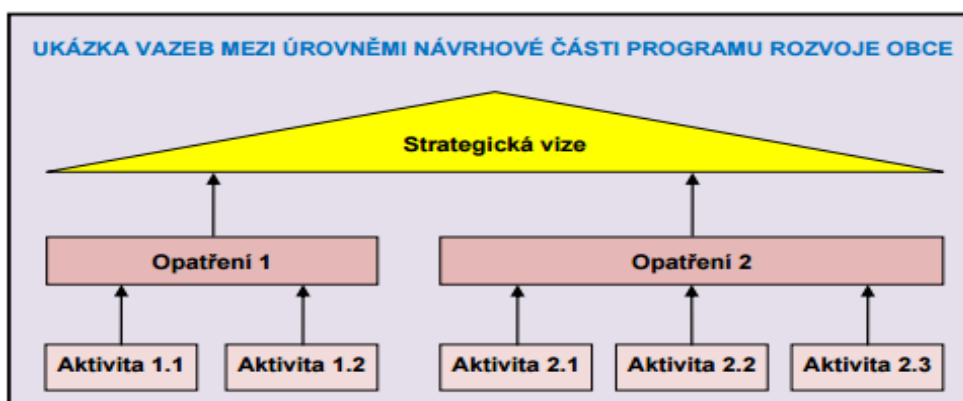 UKÁZKA VAZEB MEZI ÚROVNĚMI NÁVRHOVÉ ČÁSTI PROGRAMU ROZVOJE OBCE
Strategická vize
Opatření 1
Opatření 2
Aktivita 1.1
Aktivita 1.2
Aktivita 2.1
Aktivita 2.2
Aktivita 2.3